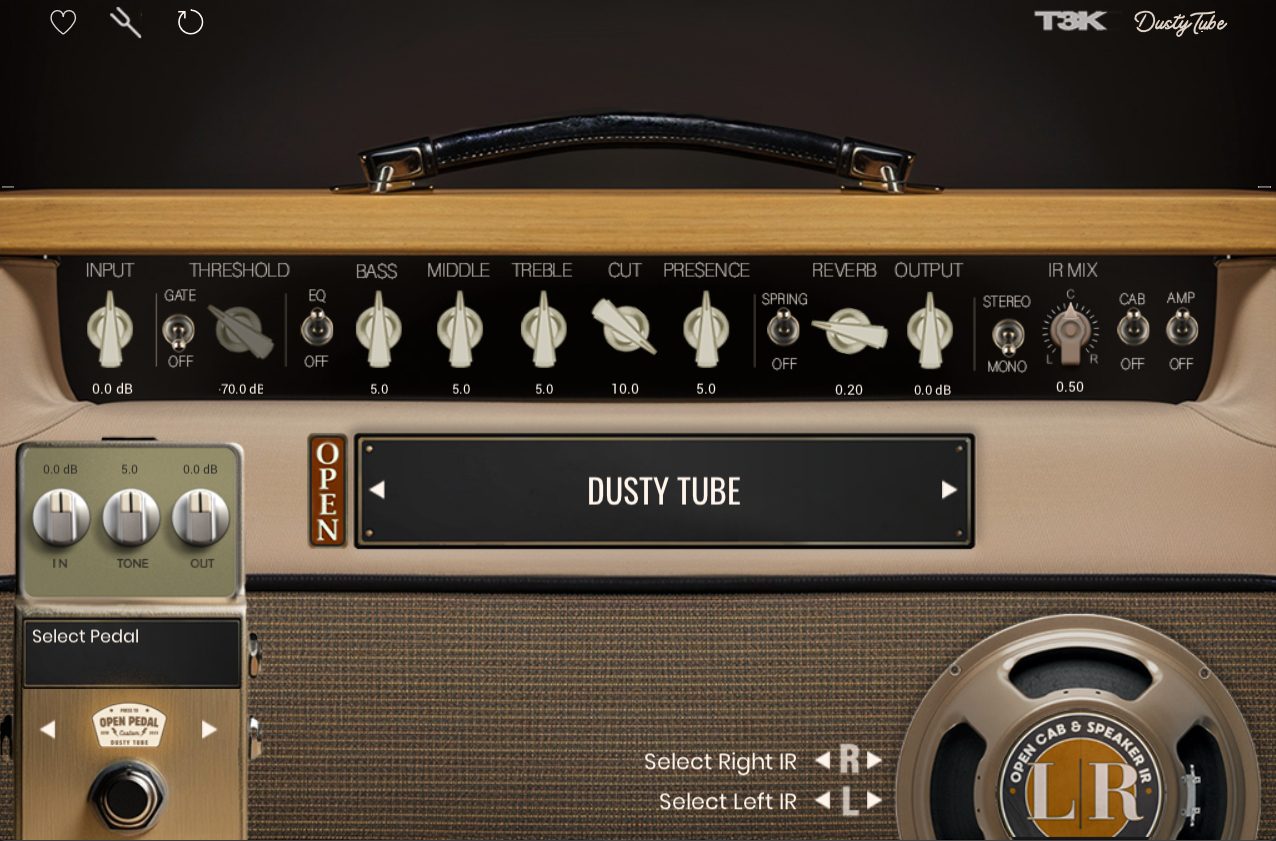 T3K
Dusty Tube
INPUT
THRESHOLD
BASS
MIDDLE
TREBLE
CUT
PRESENCE
REVERB
OUTPUT
IR MIX
GATE
OFF
EQ
OFF
SPRING
OFF
STEREO
MONO
C
L
R
CAB
OFF
AMP
OFF
0.0 dB
-70.0 dB
5.0
5.0
5.0
10.0
5.0
0.20
0.0 dB
0.50
OPEN
DUSTY TUBE
0.0 dB
5.0
0.0 dB
IN
TONE
OUT
Select Pedal
PRESS TO
OPEN PEDAL
Custom
DUSTY TUBE
Select Right IR
R
Select Left IR
L
OPEN CAB & SPEAKER IR
L R